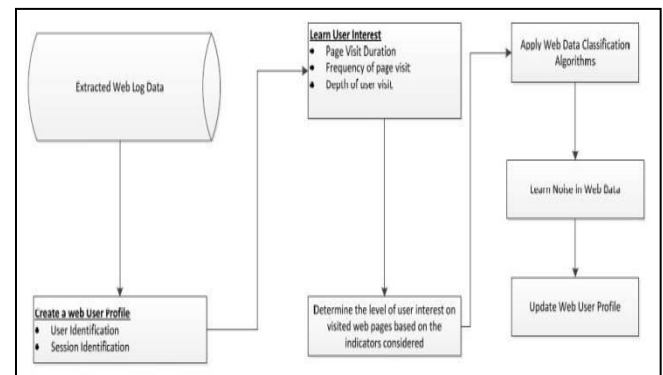 Extracted Web Log Data
Create a web User Profile
● User Identification
● Session Identification
Learn User Interest
● Page Visit Duration
● Frequency of page visit
● Depth of user visit
Determine the level of user interest on
visited web pages based on the
indicators considered
Apply Web Data Classification
Algorithms
Learn Noise in Web Data
Update Web User Profile